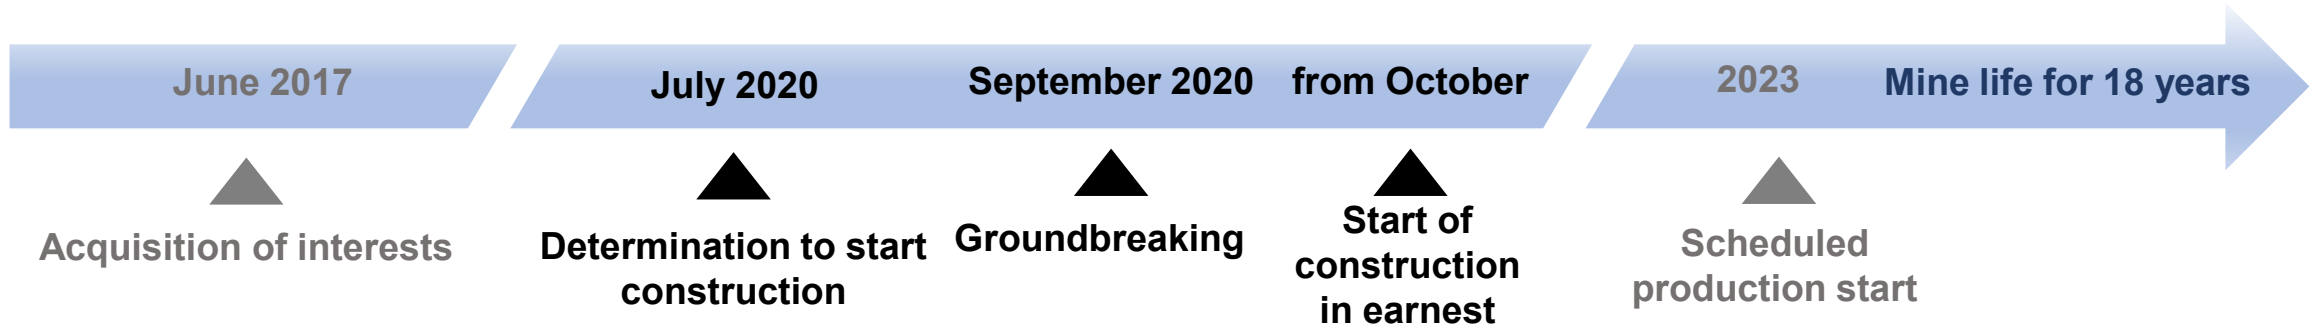 June 2017
July 2020
September 2020
from October
2023
Mine life for 18 years
Acquisition of interests
Determination to start
construction
Groundbreaking
Start of
construction
in earnest
Scheduled
production start